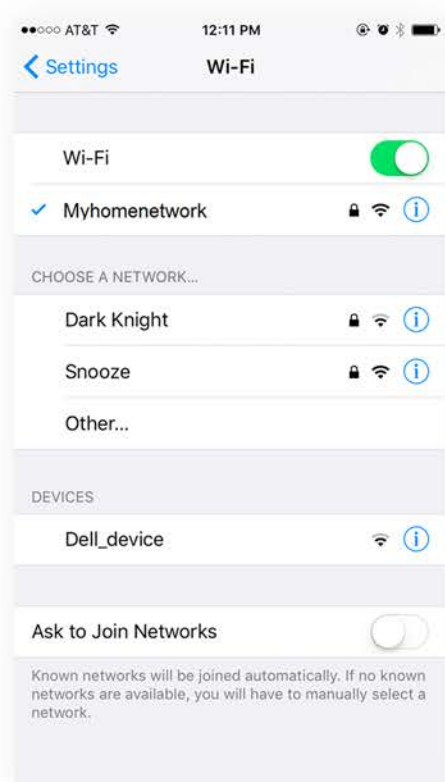 AT&T 12:11 PM
Settings Wi-Fi
Wi-Fi
Myhomenetwork
CHOOSE A NETWORK...
Dark Knight
Snooze
Other...
DEVICES
Dell_device
Ask to Join Networks
Known networks will be joined automatically. If no known
networks are available, you will have to manually select a
network.